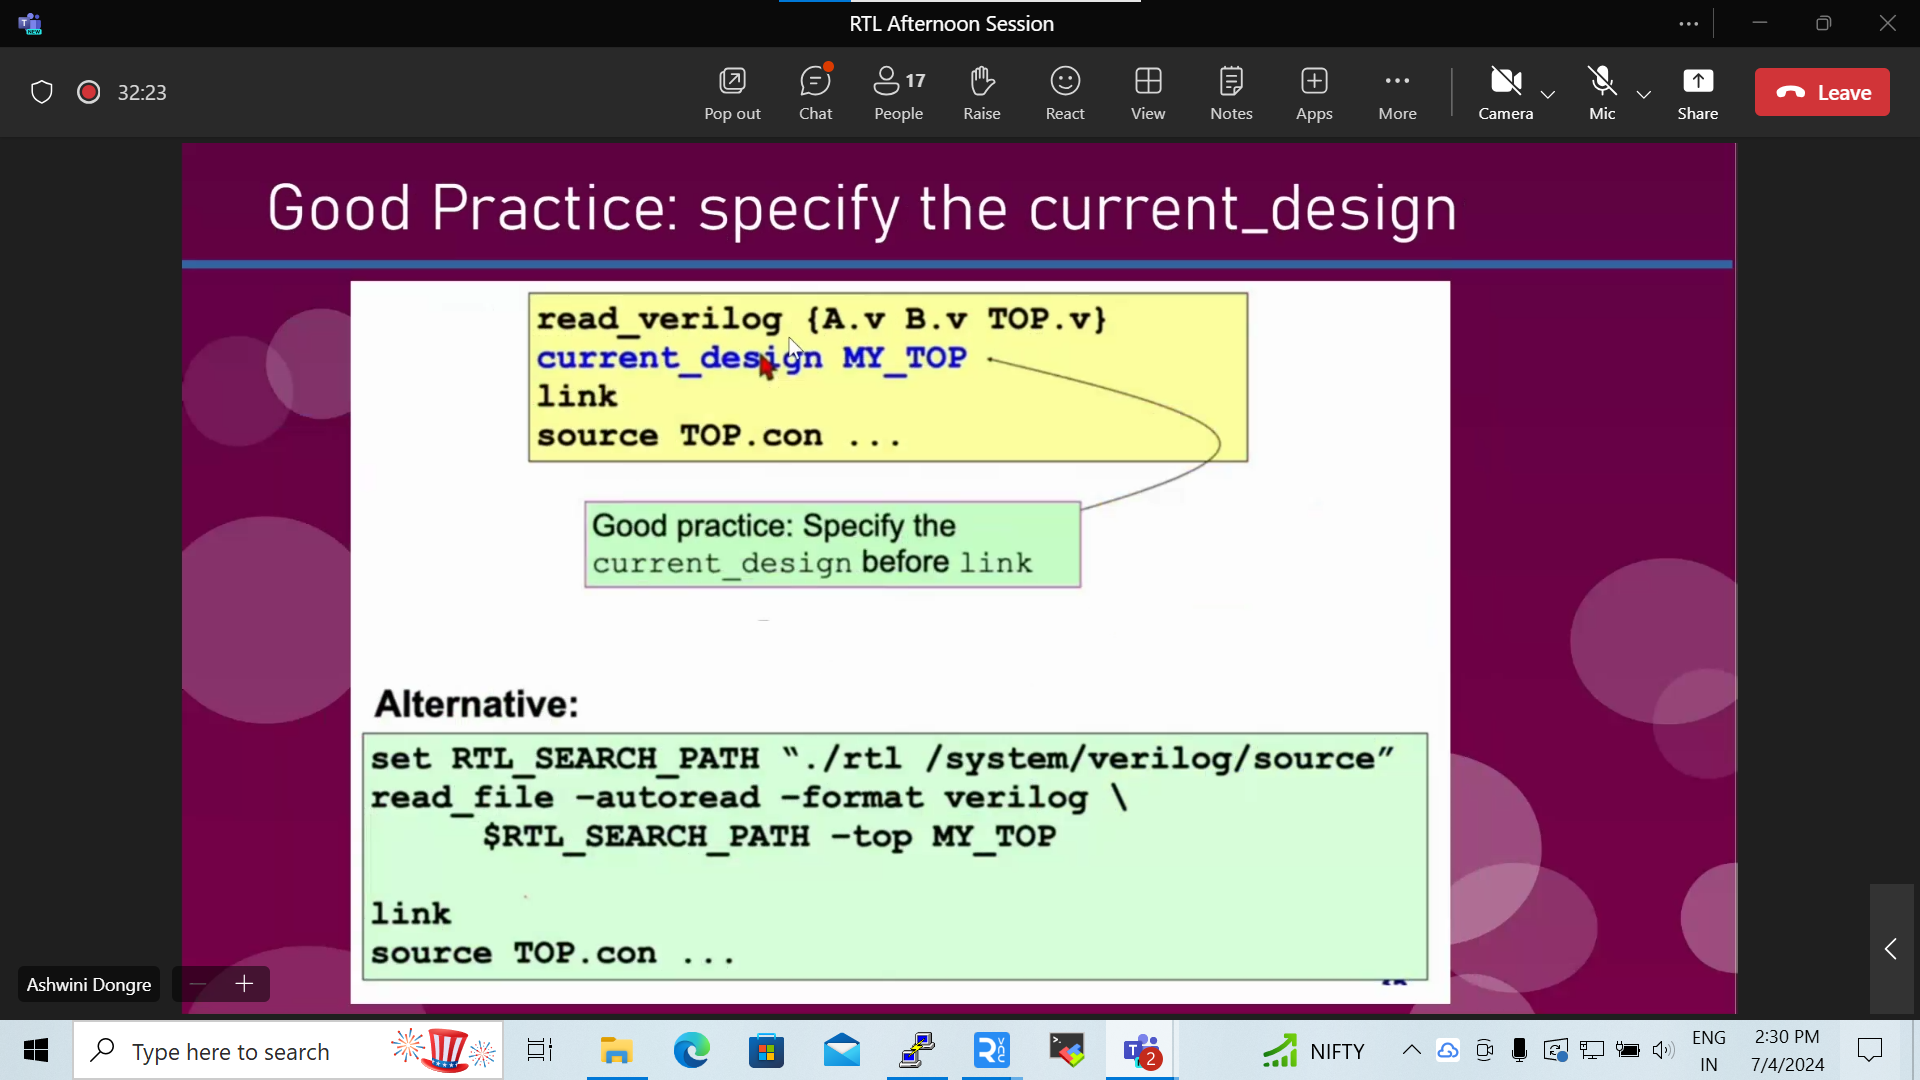 RTL Afternoon Session
32:23
Pop out
Chat
17
People
Raise
React
View
Notes
Apps
More
Camera
Mic
Share
Leave
Good Practice: specify the current_design
read_verilog {A.v B.v TOP.v}
current_design MY_TOP
link
source TOP.con ...
Good practice: Specify the
current_design before link
Alternative:
set RTL_SEARCH_PATH “./rtl /system/verilog/source”
read_file –autoread –format verilog \
$RTL_SEARCH_PATH –top MY_TOP
link
source TOP.con ...
Ashwini Dongre
Type here to search
NEW
2
NIFTY
ENG
IN
2:30 PM
7/4/2024